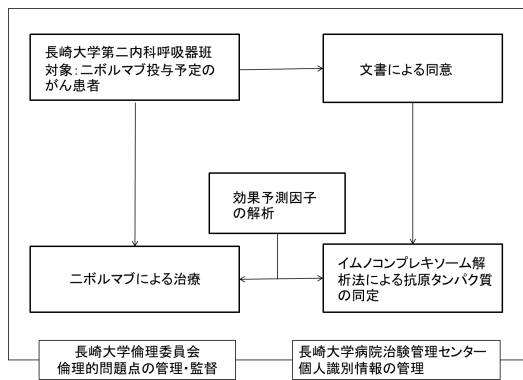 長崎大学第二内科呼吸器班
対象：ニボルマブ投与予定の
がん患者
文書による同意
効果予測因子
の解析
ニボルマブによる治療
イムノコンプレキソーム解
析法による抗原タンパク質
の同定
長崎大学倫理委員会
倫理的問題点の管理・監督
長崎大学病院治験管理センター
個人識別情報の管理